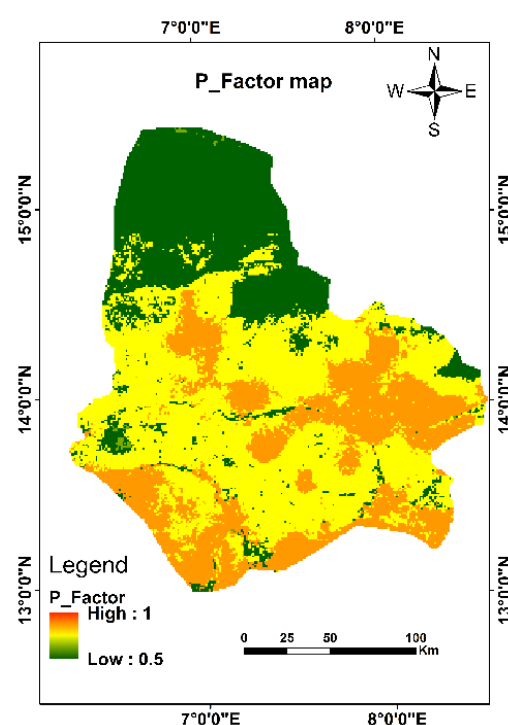 7°0'0"E 8°0'0"E
P_Factor map
N
W E
S
15°0'0"N 15°0'0"N
14°0'0"N 14°0'0"N
13°0'0"N 13°0'0"N
Legend
P_Factor
High : 1
Low : 0.5
0 25 50 100
Km
7°0'0"E 8°0'0"E